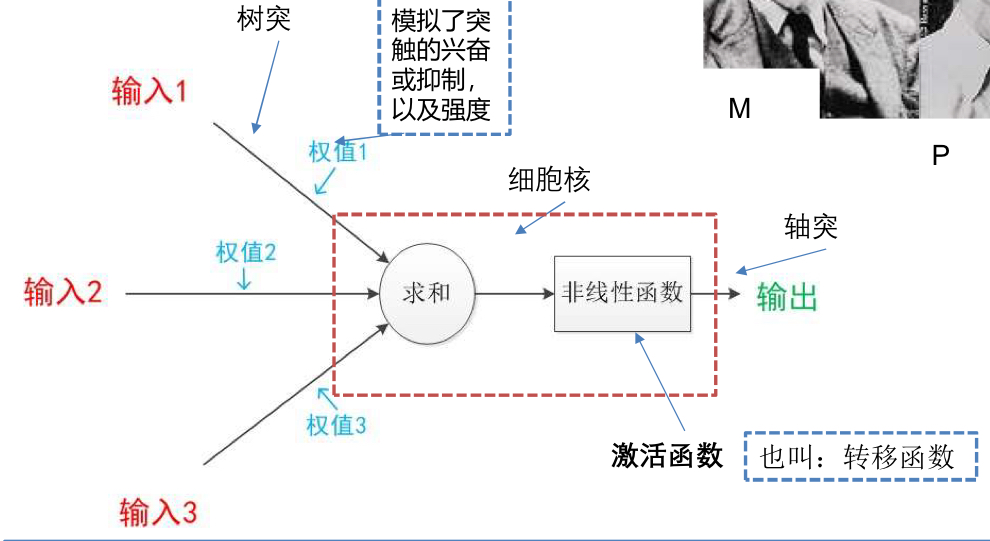 树突
模拟了突
触的兴奋
或抑制，
以及强度
输入1
M
权值1
P
细胞核
轴突
权值2
输入2
求和
非线性函数
输出
权值3
激活函数
也叫：转移函数
输入3